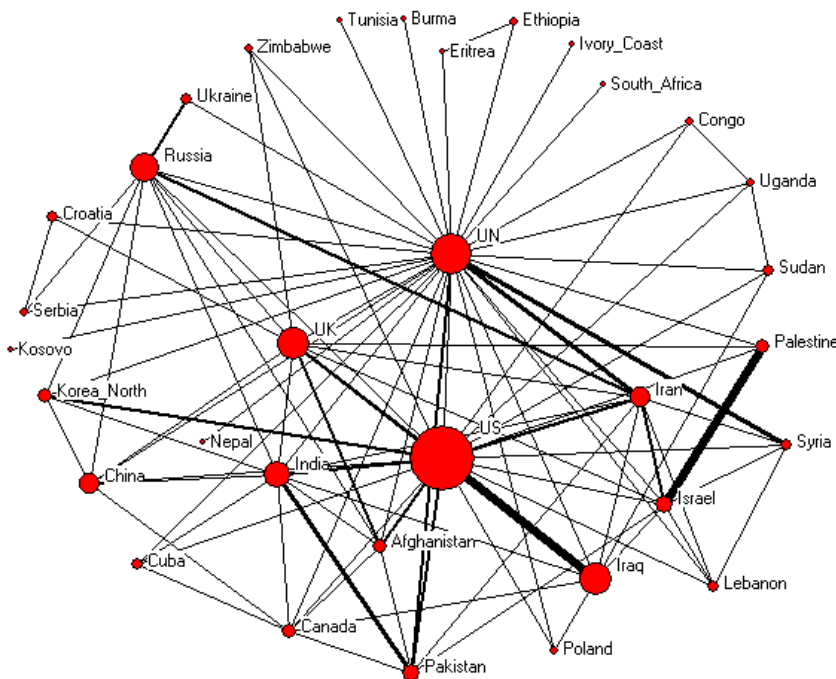 Tunisia
Burma
Ethiopia
Zimbabwe
Eritrea
Ivory_Coast
South_Africa
Ukraine
Congo
Russia
Uganda
Croatia
UN
Sudan
Serbia
UK
Palestine
Kosovo
Korea_North
Iran
US
Nepal
Syria
China
India
Israel
Afghanistan
Cuba
Iraq
Lebanon
Canada
Poland
Pakistan